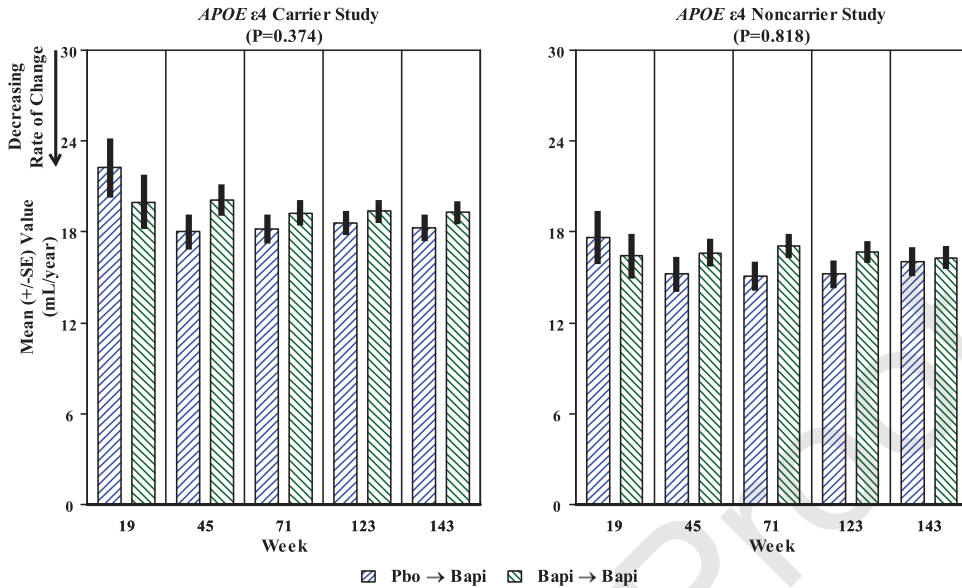 APOE ε4 Carrier Study
(P=0.374)
APOE ε4 Noncarrier Study
(P=0.818)
Decreasing
Rate of Change
Mean (+/-SE) Value
(mL/year)
30
24
18
12
6
0
30
24
18
12
6
0
19 45 71 123 143
Week
19 45 71 123 143
Week
Pbo → Bapi Bapi → Bapi
Proof